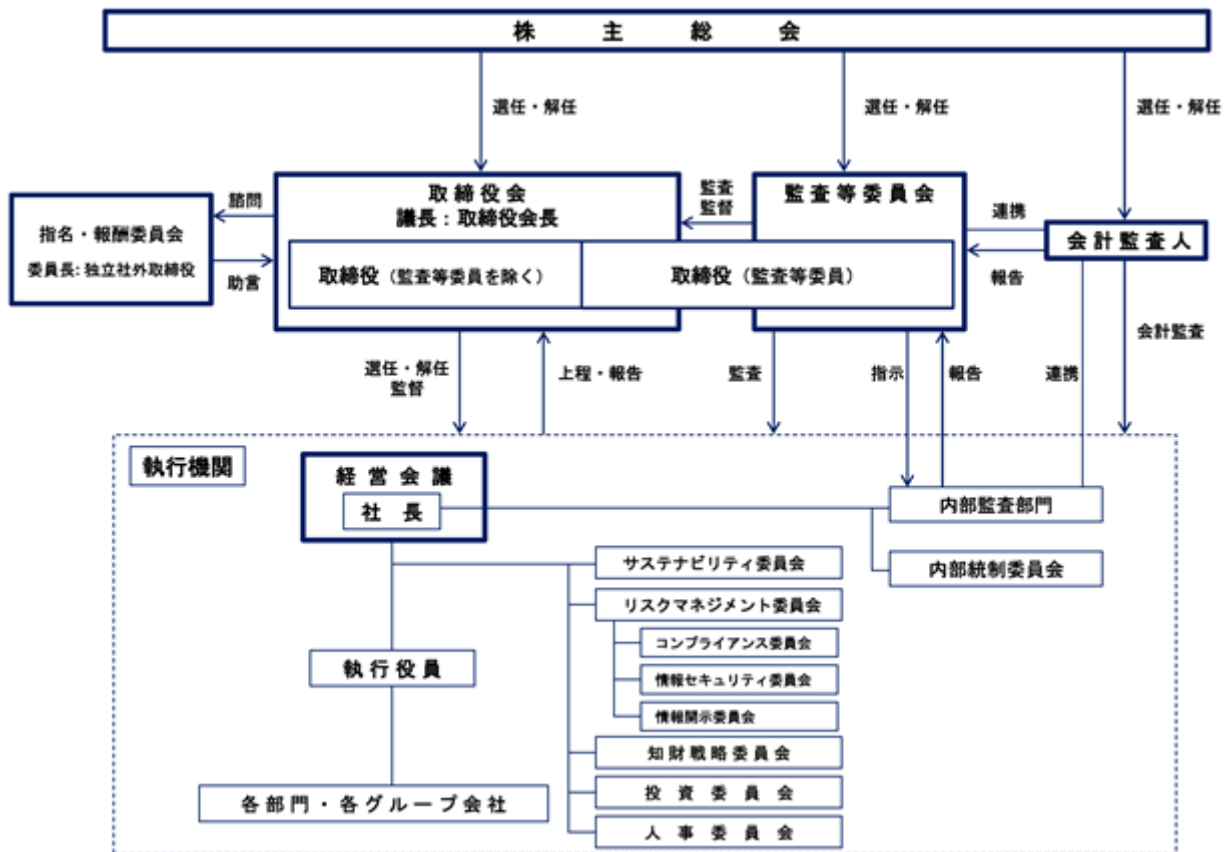 株主総会
選任・解任
選任・解任
選任・解任
取締役会
議長：取締役会長
監査等委員会
監査
監督
連携
報告
会計監査人
諮問
助言
指名・報酬委員会
委員長:独立社外取締役
取締役（監査等委員を除く）
取締役（監査等委員）
選任・解任
監督
上程・報告
監査
指示
報告
連携
会計監査
執行機関
経営会議
社長
内部監査部門
内部統制委員会
サステナビリティ委員会
リスクマネジメント委員会
コンプライアンス委員会
情報セキュリティ委員会
情報開示委員会
執行役員
知財戦略委員会
投資委員会
人事委員会
各部門・各グループ会社